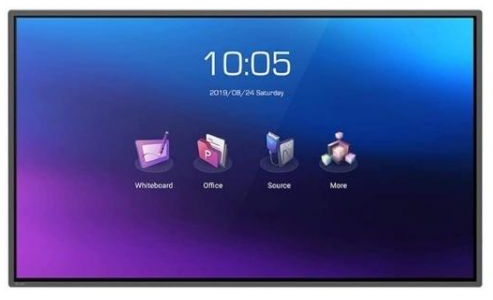 10:05
2019/08/24 Saturday
Whiteboard Office Source More
P